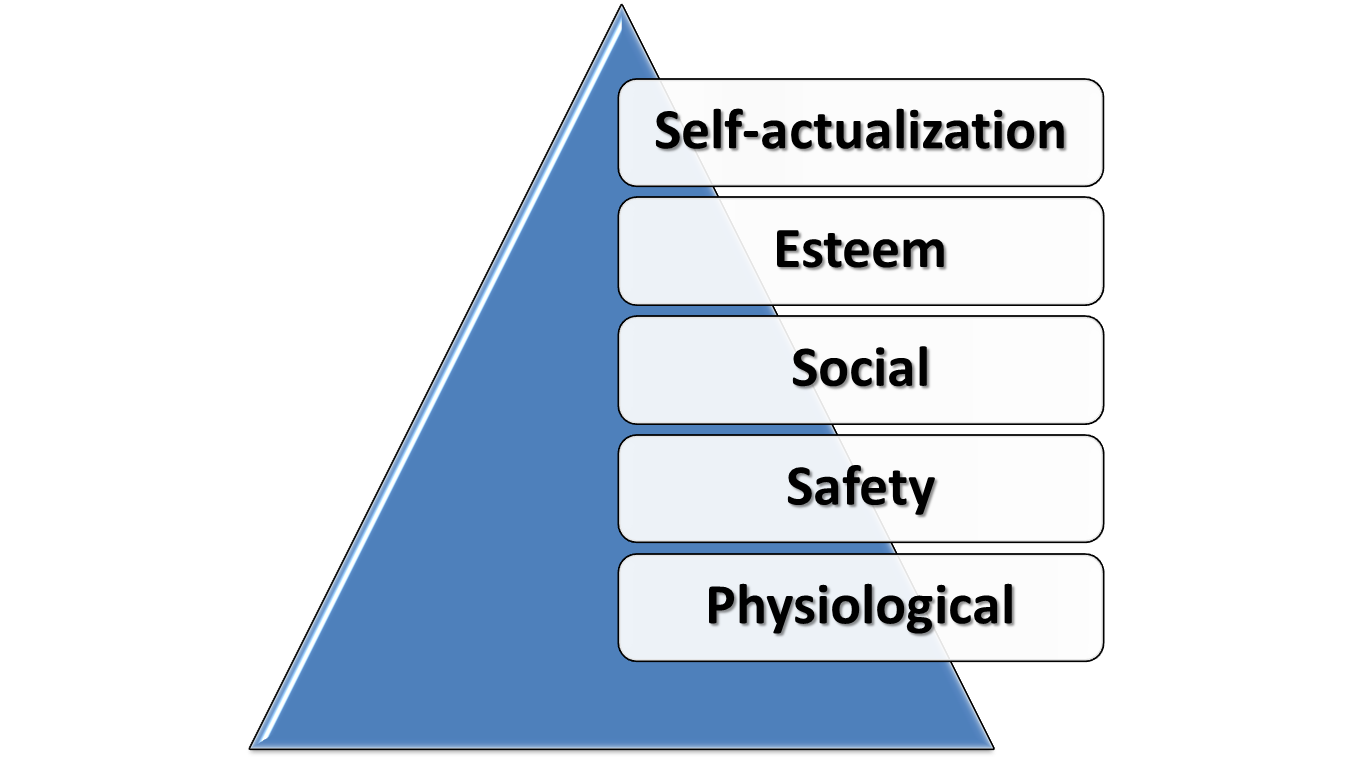 Self-actualization
Esteem
Social
Safety
Physiological